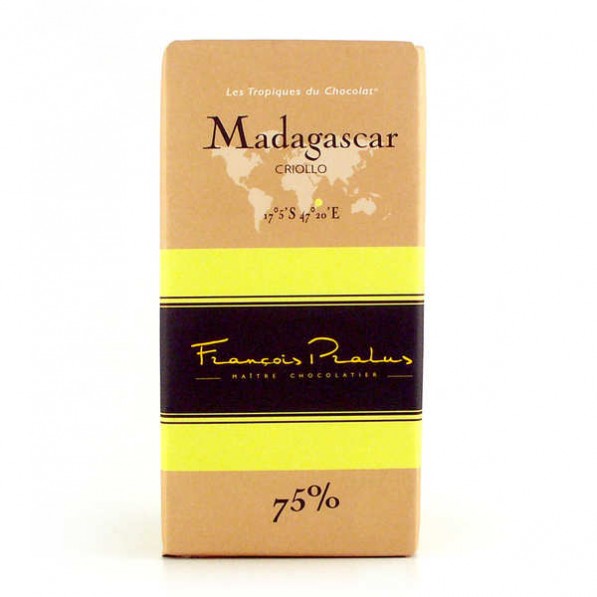 Les Tropiques du Chocolat®
Madagascar
CRIOLLO
17°5'S 47°20'E
François Pralus
MAÎTRE CHOCOLATIER
75%